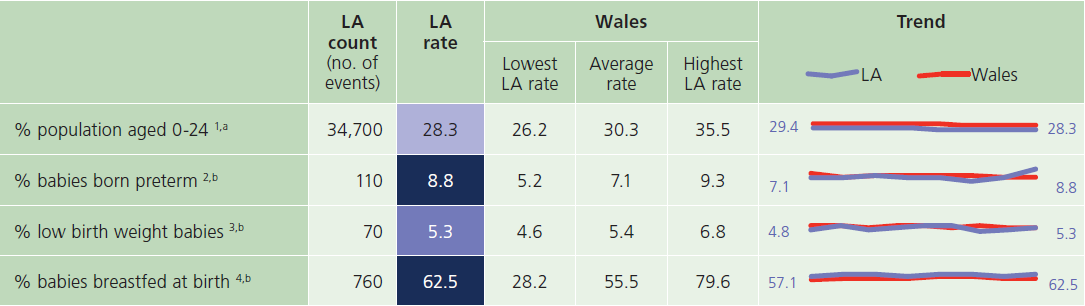 LA count (no. of events) LA rate Wales Trend
Lowest LA rate Average rate Highest LA rate LA Wales
% population aged 0-24 1,a 34,700 28.3 26.2 30.3 35.5 29.4 28.3
% babies born preterm 2,b 110 8.8 5.2 7.1 9.3 7.1 8.8
% low birth weight babies 3,b 70 5.3 4.6 5.4 6.8 4.8 5.3
% babies breastfed at birth 4,b 760 62.5 28.2 55.5 79.6 57.1 62.5